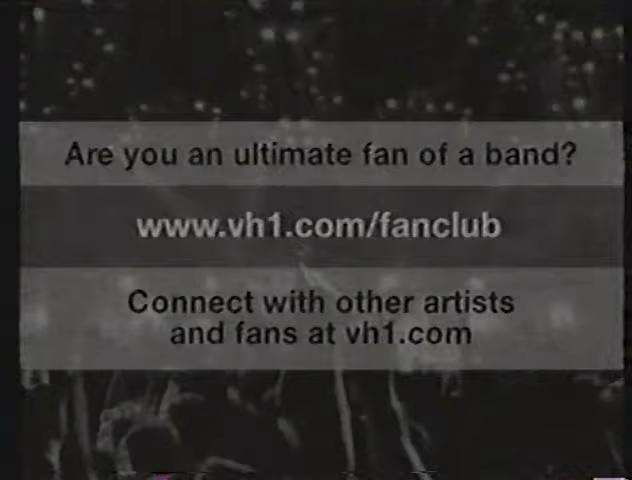 Are you an ultimate fan of a band?
www.vh1.com/fanclub
Connect with other artists
and fans at vh1.com